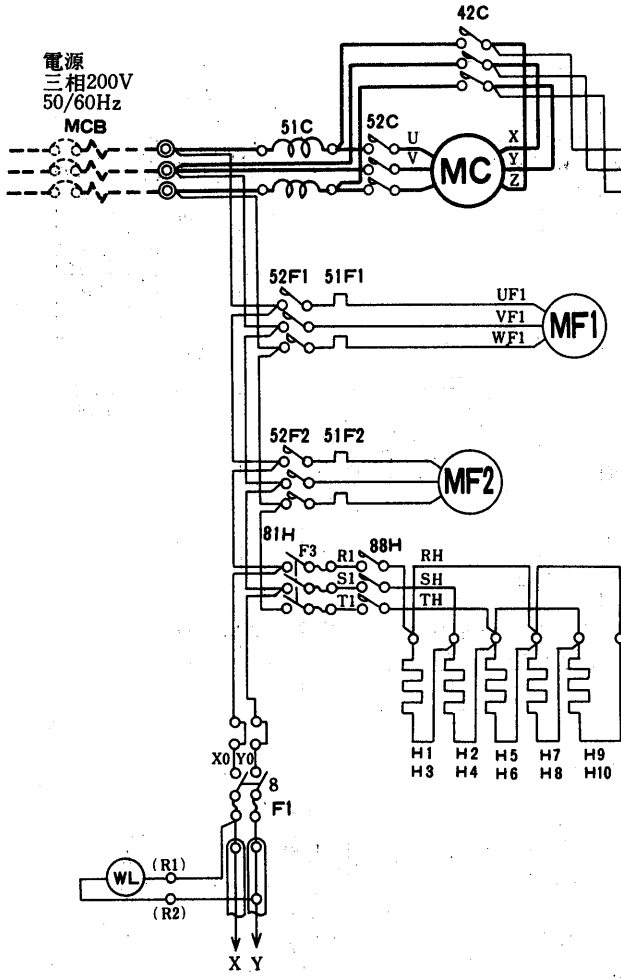 42C
電源
三相200V
50/60Hz
MCB
51C
52C
U
V
MC
X
Y
Z
52F1
51F1
UF1
VF1
WF1
MF1
52F2
51F2
MF2
81H
F3
R1
88H
RH
S1
SH
T1
TH
H1
H3
H2
H4
H5
H6
H7
H8
H9
H10
X0
Y0
8
F1
WL
(R1)
(R2)
X
Y